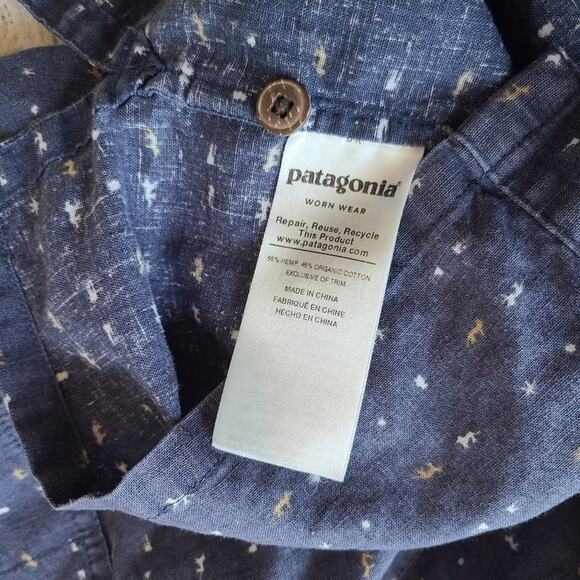 patagonia®
WORN WEAR
Repair, Reuse, Recycle
This Product
www.patagonia.com
55% HEMP, 45% ORGANIC COTTON
EXCLUSIVE OF TRIM.
MADE IN CHINA
FABRIQUÉ EN CHINE
HECHO EN CHINA